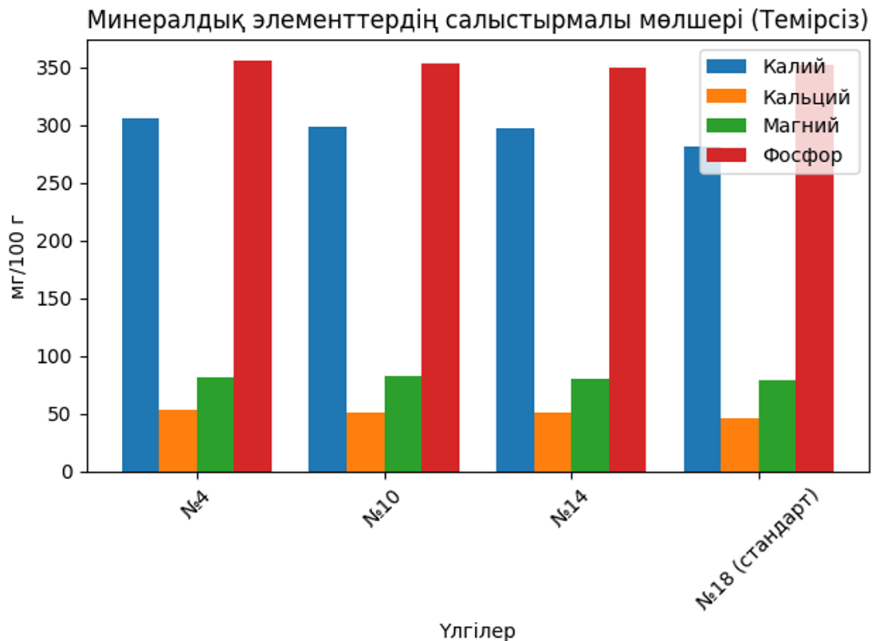 Минералдық элементтердің салыстырмалы мөлшері (Темірсіз)
350
300
250
200
150
100
50
0
мг/100 г
Калий
Кальций
Магний
Фосфор
№4
№10
№14
№18 (стандарт)
Үлгілер